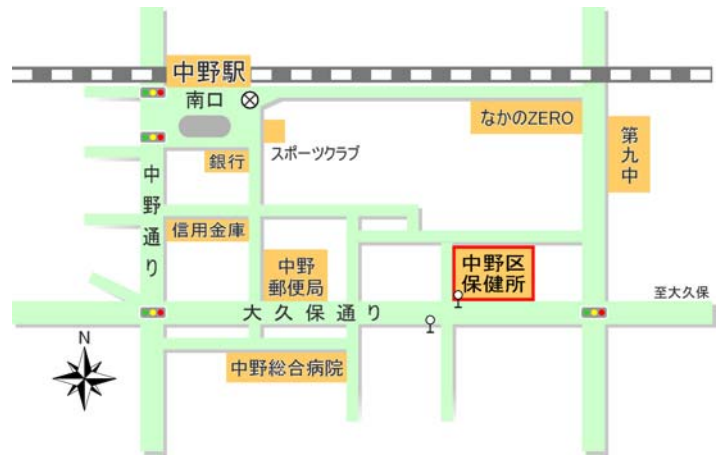 中野駅
南口
なかのZERO
第九中
スポーツクラブ
銀行
中野通り
信用金庫
中野
郵便局
中野区
保健所
至大久保
大久保通り
N
中野総合病院